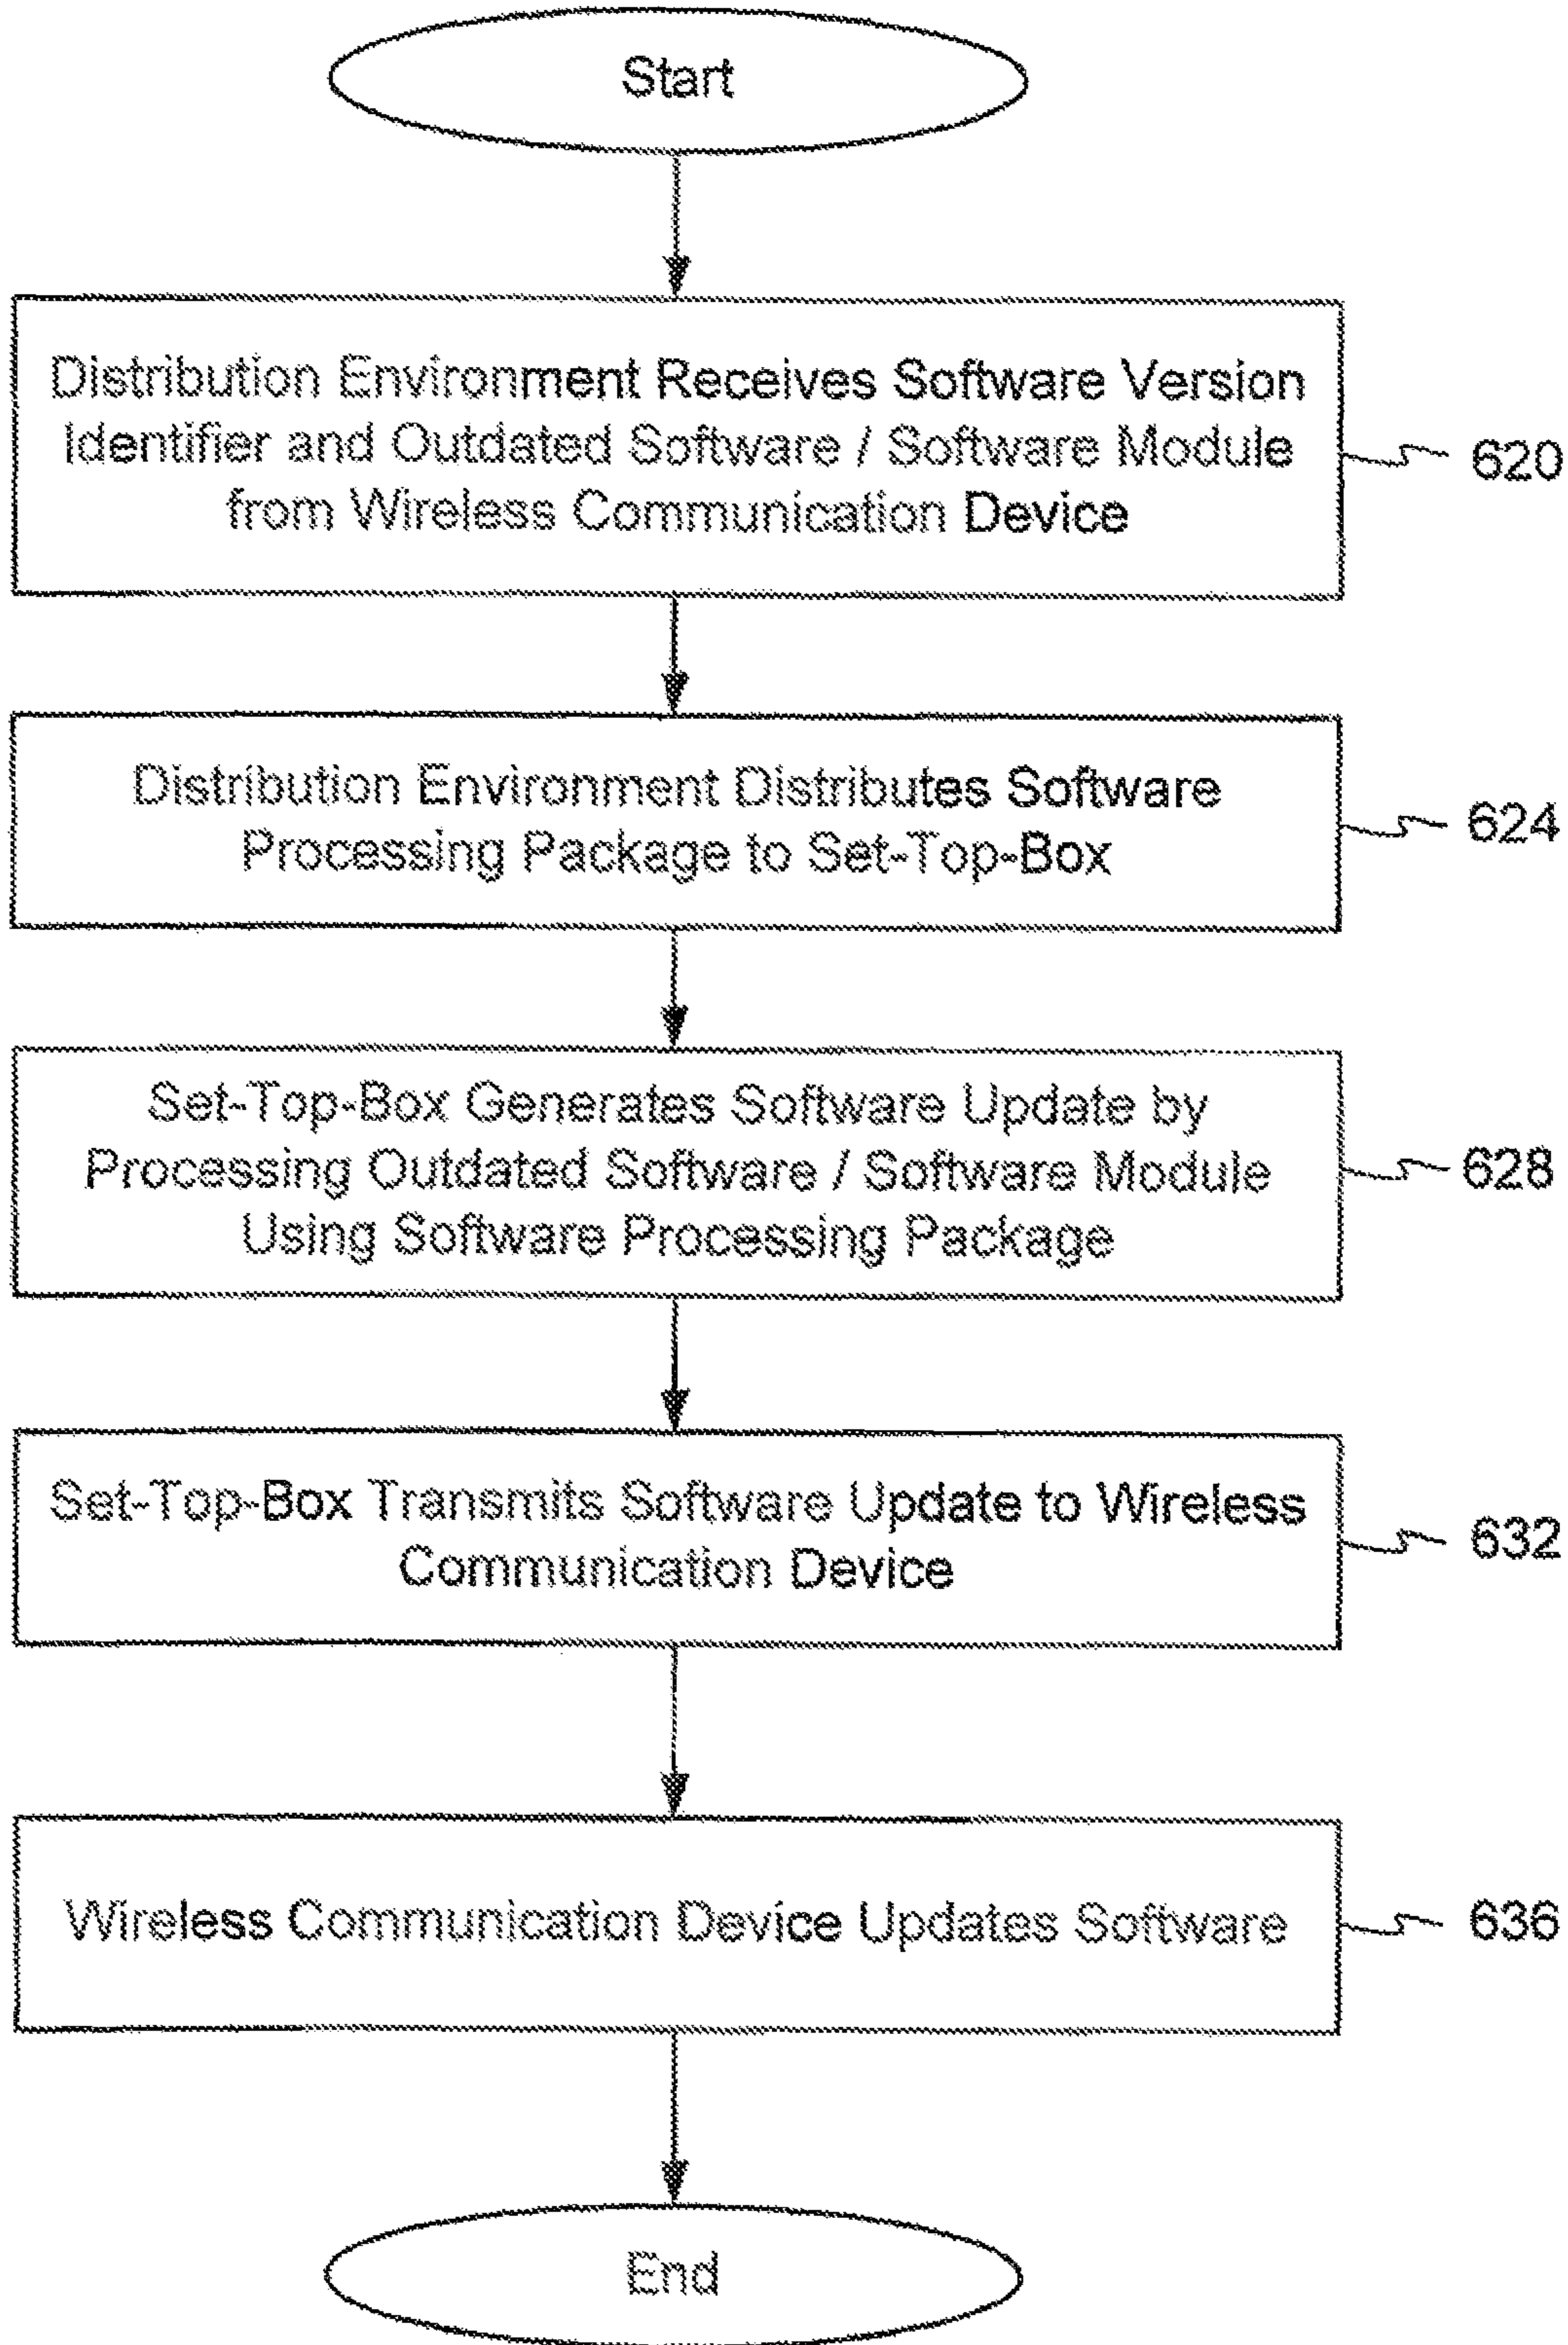 Start
Distribution Environment Receives Software Version
Identifier and Outdated Software / Software Module
from Wireless Communication Device
620
Distribution Environment Distributes Software
Processing Package to Set-Top-Box
624
Set-Top-Box Generates Software Update by
Processing Outdated Software / Software Module
Using Software Processing Package
628
Set-Top-Box Transmits Software Update to Wireless
Communication Device
632
Wireless Communication Device Updates Software
636
End